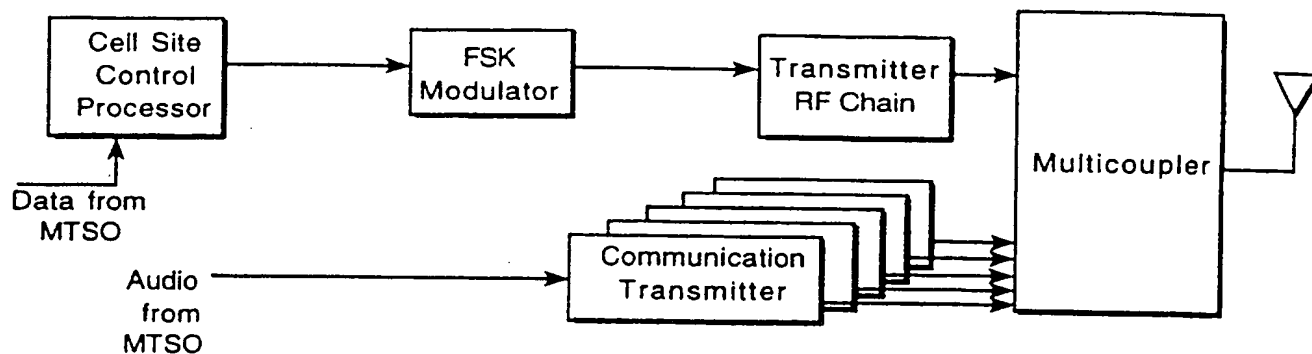 Cell Site
Control
Processor
FSK
Modulator
Transmitter
RF Chain
Multicoupler
Data from
MTSO
Communication
Transmitter
Audio
from
MTSO